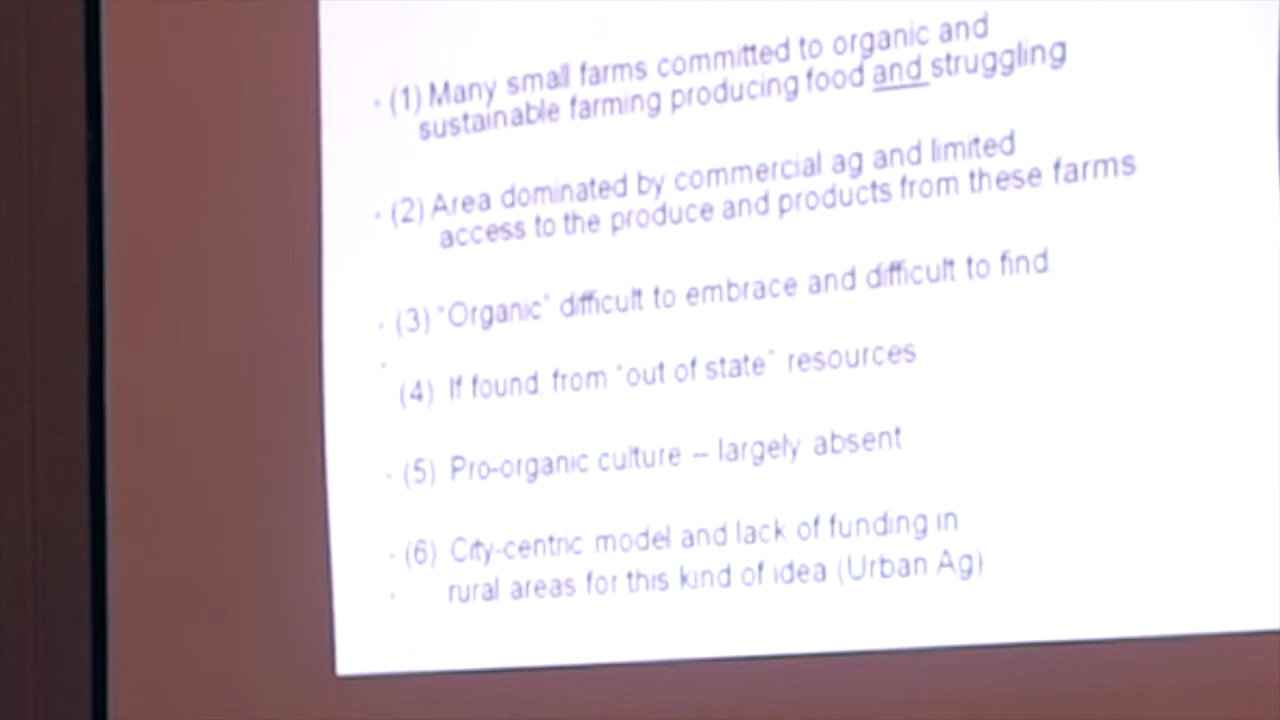 · (1) Many small farms committed to organic and
sustainable farming producing food and struggling
· (2) Area dominated by commercial ag and limited
access to the produce and products from these farms
· (3) "Organic" difficult to embrace and difficult to find.
·
(4) If found, from "out of state" resources
· (5) Pro-organic culture – largely absent
· (6) City-centric model and lack of funding in
· rural areas for this kind of idea (Urban Ag)